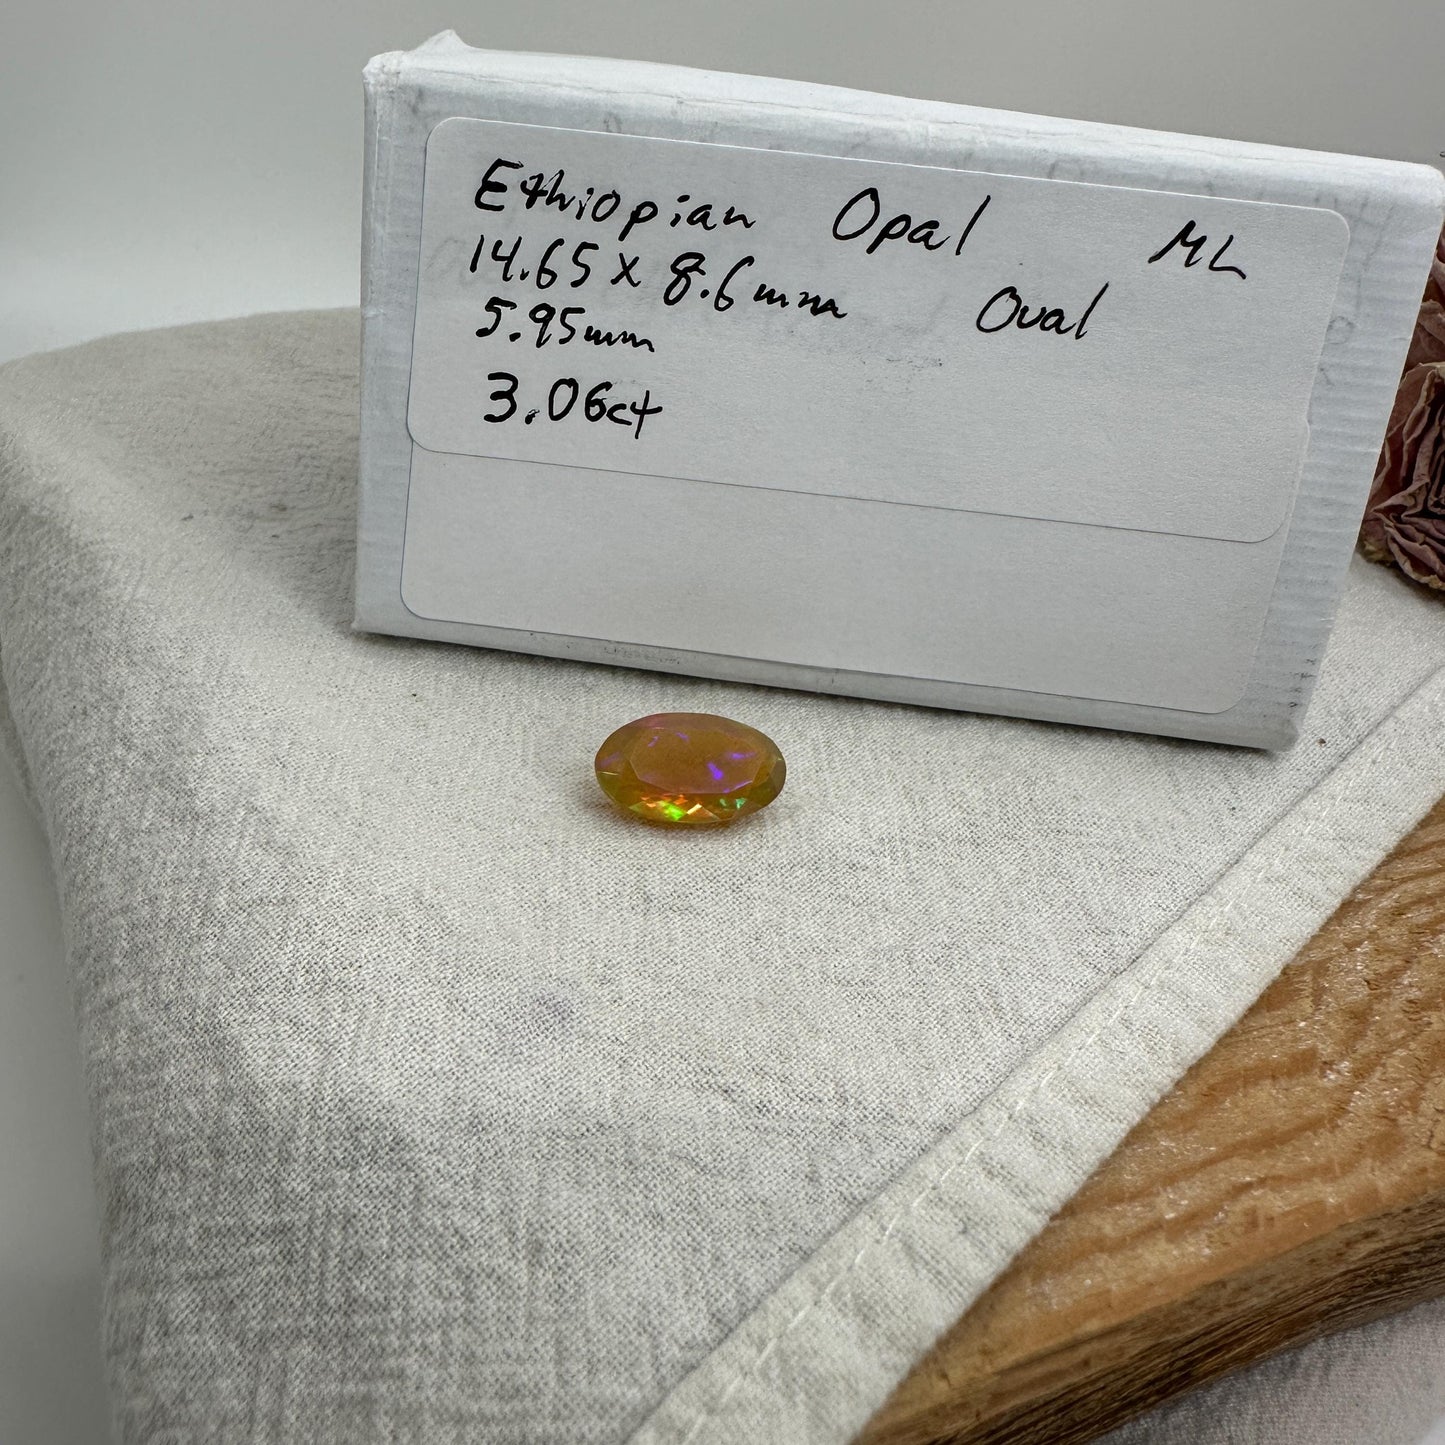 Ethiopian Opal ML
14.65 x 8.6mm Oval
5.95mm
3.06ct